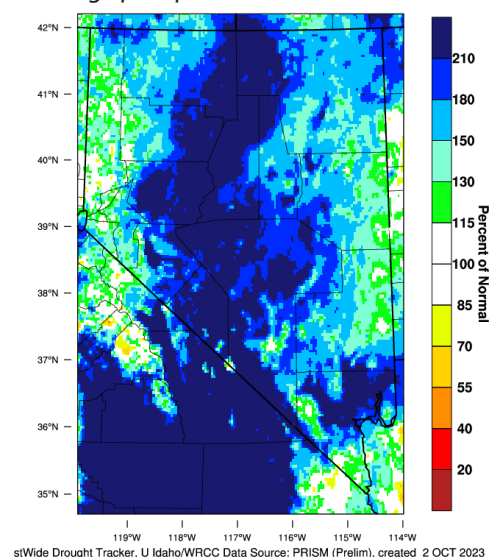 42°N
41°N
40°N
39°N
38°N
37°N
36°N
35°N
119°W 118°W 117°W 116°W 115°W 114°W
210
180
150
130
115
100
85
70
55
40
20
Percent of Normal
stWide Drought Tracker, U Idaho/WRCC Data Source: PRISM (Prelim), created 2 OCT 2023